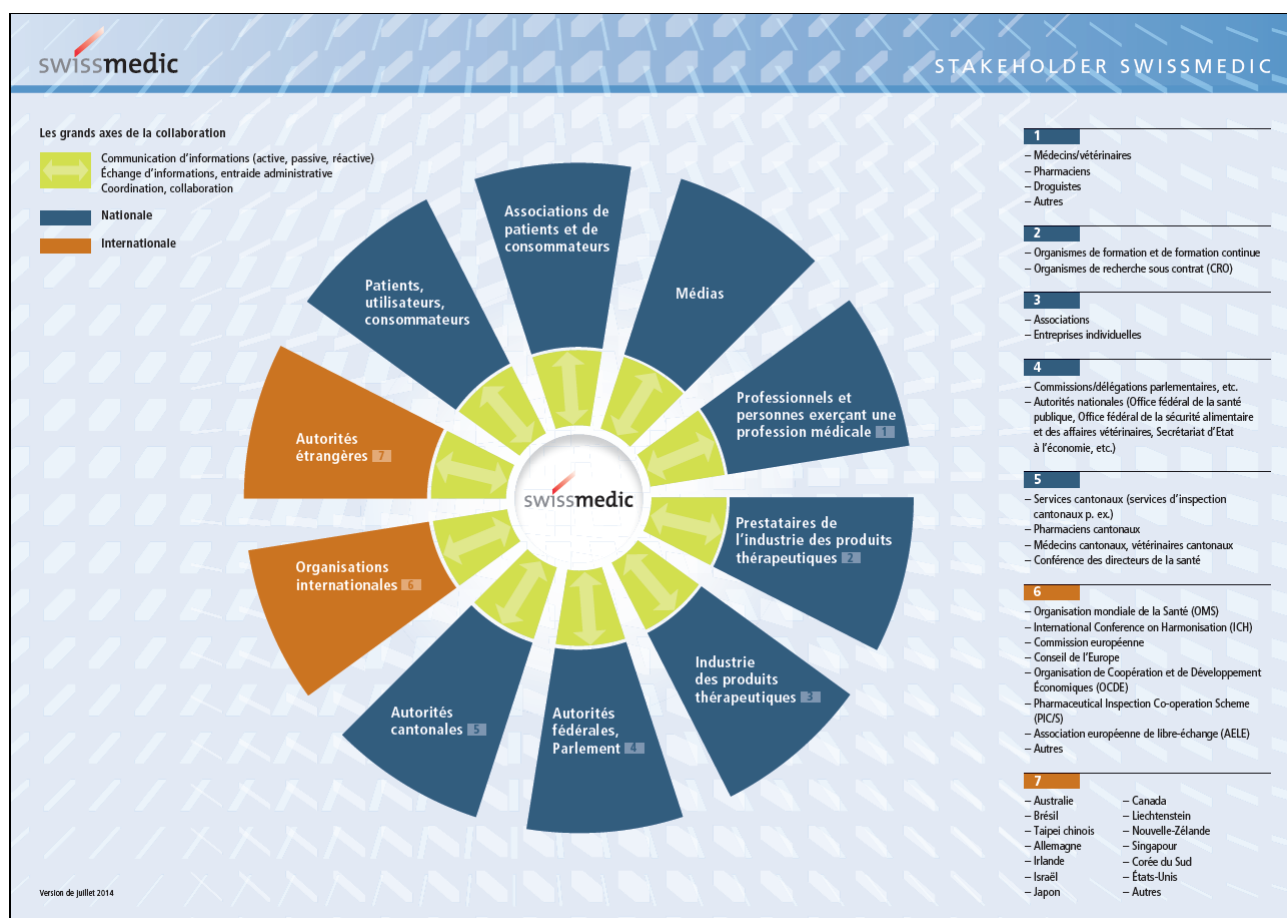 swissmedic
STAKEHOLDER SWISSMEDIC
Les grands axes de la collaboration
Communication d'informations (active, passive, réactive)
Échange d'informations, entraide administrative
Coordination, collaboration
Nationale
Internationale
Associations de
patients et de
consommateurs
Médias
Patients,
utilisateurs,
consommateurs
Professionnels et
personnes exerçant une
profession médicale 1
Autorités
étrangères 7
swissmedic
Prestataires de
l'industrie des produits
thérapeutiques 2
Organisations
internationales 6
Industrie
des produits
thérapeutiques 3
Autorités
cantonales 5
Autorités
fédérales,
Parlement 4
1
– Médecins/vétérinaires
– Pharmaciens
– Droguistes
– Autres
2
– Organismes de formation et de formation continue
– Organismes de recherche sous contrat (CRO)
3
– Associations
– Entreprises individuelles
4
– Commissions/délégations parlementaires, etc.
– Autorités nationales (Office fédéral de la santé
publique, Office fédéral de la sécurité alimentaire
et des affaires vétérinaires, Secrétariat d'Etat
à l'économie, etc.)
5
– Services cantonaux (services d'inspection
cantonaux p. ex.)
– Pharmaciens cantonaux
– Médecins cantonaux, vétérinaires cantonaux
– Conférence des directeurs de la santé
6
– Organisation mondiale de la Santé (OMS)
– International Conference on Harmonisation (ICH)
– Commission européenne
– Conseil de l'Europe
– Organisation de Coopération et de Développement
Économiques (OCDE)
– Pharmaceutical Inspection Co-operation Scheme
(PIC/S)
– Association européenne de libre-échange (AELE)
– Autres
7
– Australie
– Brésil
– Taipei chinois
– Allemagne
– Irlande
– Israël
– Japon
– Canada
– Liechtenstein
– Nouvelle-Zélande
– Singapour
– Corée du Sud
– États-Unis
– Autres
Version de juillet 2014